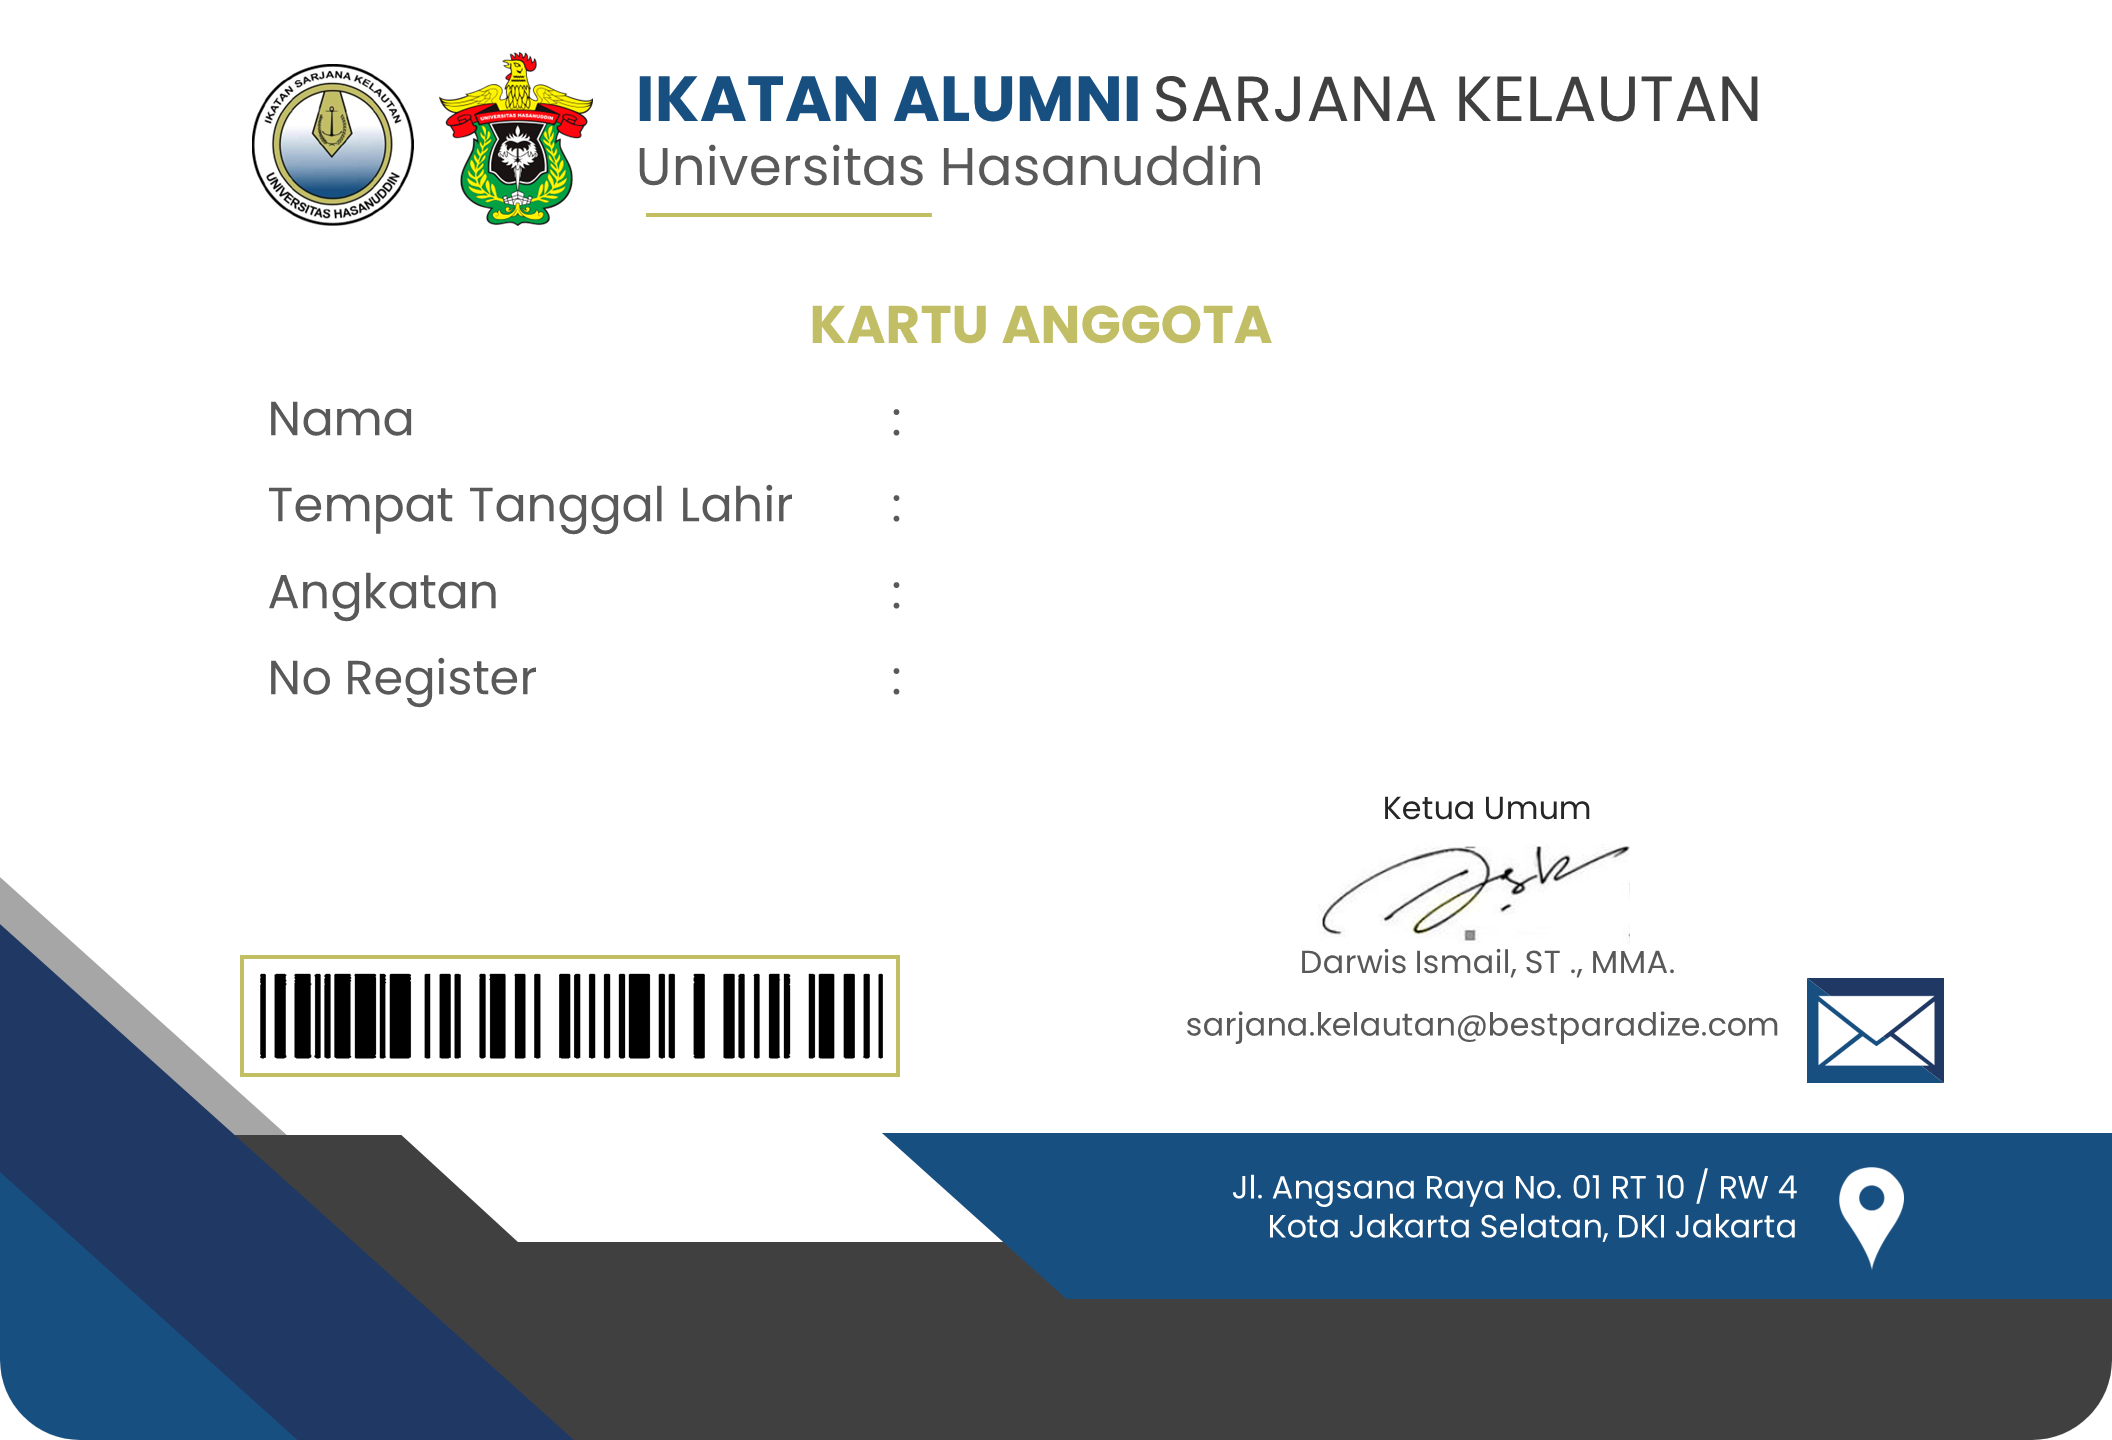 IKATAN SARJANA KELAUTAN
UNIVERSITAS HASANUDDIN
UNIVERSITAS HASANUDDIN
IKATAN ALUMNI SARJANA KELAUTAN
Universitas Hasanuddin
KARTU ANGGOTA
Nama :
Tempat Tanggal Lahir :
Angkatan :
No Register :
Ketua Umum
Darwis Ismail, ST ., MMA.
sarjana.kelautan@bestparadize.com
Jl. Angsana Raya No. 01 RT 10 / RW 4
Kota Jakarta Selatan, DKI Jakarta